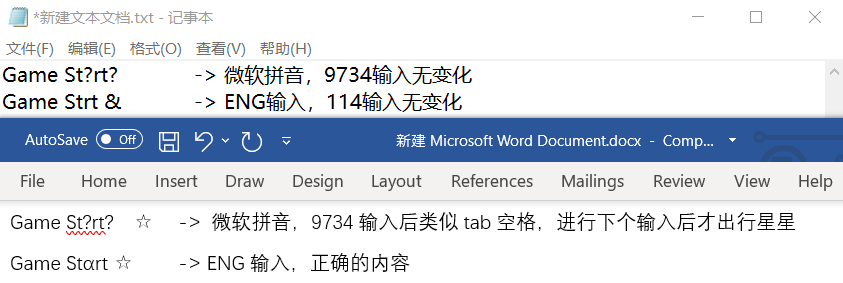 *新建文本文档.txt - 记事本
文件(F) 编辑(E) 格式(O) 查看(V) 帮助(H)
Game St?rt? -> 微软拼音，9734输入无变化
Game Strt & -> ENG输入，114输入无变化
AutoSave Off 新建 Microsoft Word Document.docx - Comp...
File Home Insert Draw Design Layout References Mailings Review View Help
Game St?rt? ☆ -> 微软拼音，9734 输入后类似 tab 空格，进行下个输入后才出行星星
Game Stαrt ☆ -> ENG 输入，正确的内容